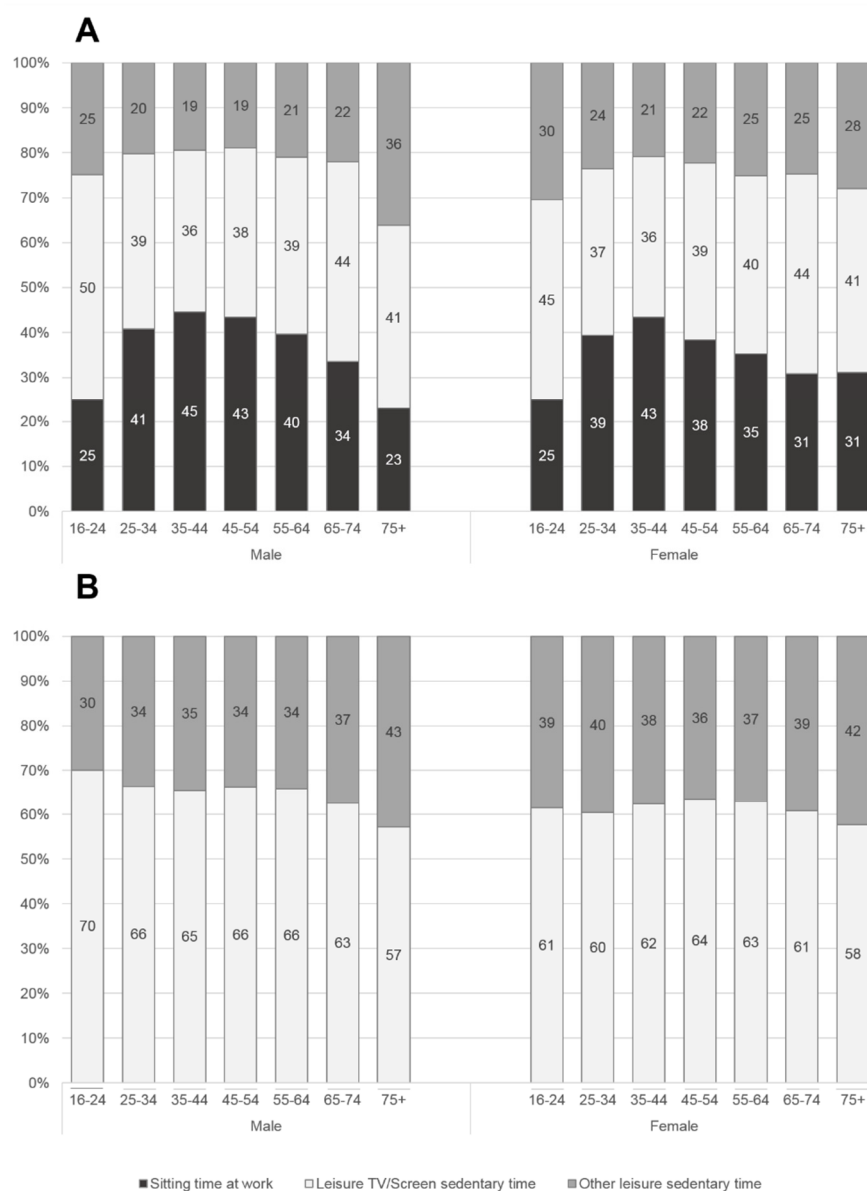 A
100%
25 20 19 19 21 22 36 30 24 21 22 25 25 28
90%
80%
70%
50 39 36 38 39 44 41 45 37 36 39 40 44 41
60%
50%
40%
25 41 45 43 40 34 23 25 39 43 38 35 31 31
30%
20%
10%
0%
16-24 25-34 35-44 45-54 55-64 65-74 75+ 16-24 25-34 35-44 45-54 55-64 65-74 75+
Male Female
B
100%
30 34 35 34 34 37 43 39 40 38 36 37 39 42
90%
80%
70%
60%
50%
40%
70 66 65 66 66 63 57 61 60 62 64 63 61 58
30%
20%
10%
0%
16-24 25-34 35-44 45-54 55-64 65-74 75+ 16-24 25-34 35-44 45-54 55-64 65-74 75+
Male Female
Sitting time at work Leisure TV/Screen sedentary time Other leisure sedentary time